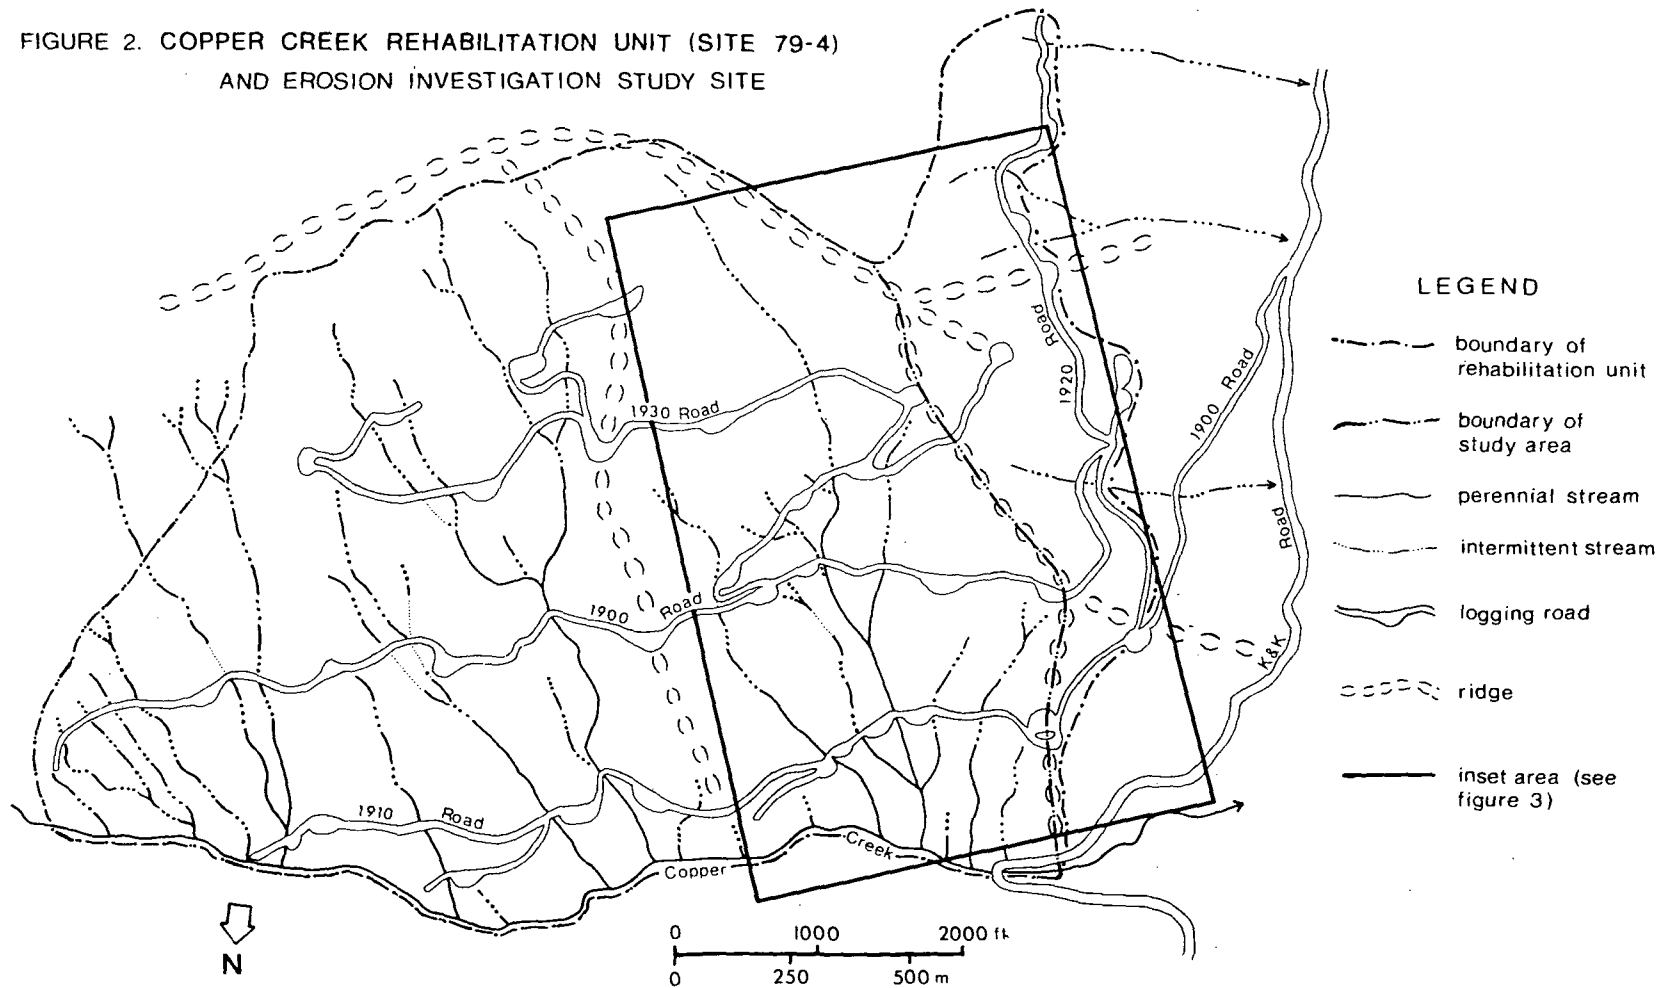 FIGURE 2. COPPER CREEK REHABILITATION UNIT (SITE 79-4)
AND EROSION INVESTIGATION STUDY SITE
LEGEND
boundary of
rehabilitation unit
boundary of
study area
perennial stream
intermittent stream
logging road
ridge
inset area (see
figure 3)
1930 Road
1920 Road
1900 Road
K&K Road
1900 Road
1910 Road
Copper Creek
N
0 1000 2000 ft
0 250 500 m